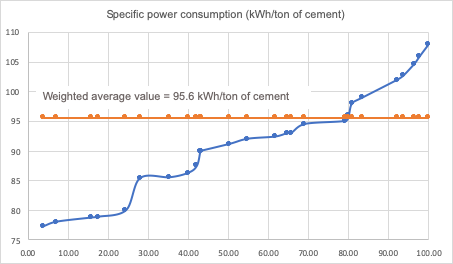 Specific power consumption (kWh/ton of cement)
110
105
100
Weighted average value = 95.6 kWh/ton of cement
95
90
85
80
75
0.00 10.00 20.00 30.00 40.00 50.00 60.00 70.00 80.00 90.00 100.00